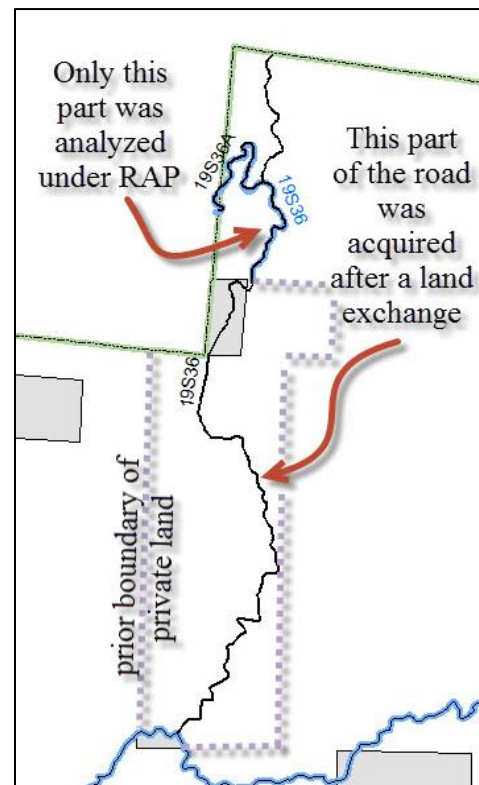 Only this
part was
analyzed
under RAP
This part
of the road
was
acquired
after a land
exchange
19S36A
19S36
19S36
prior boundary of
private land